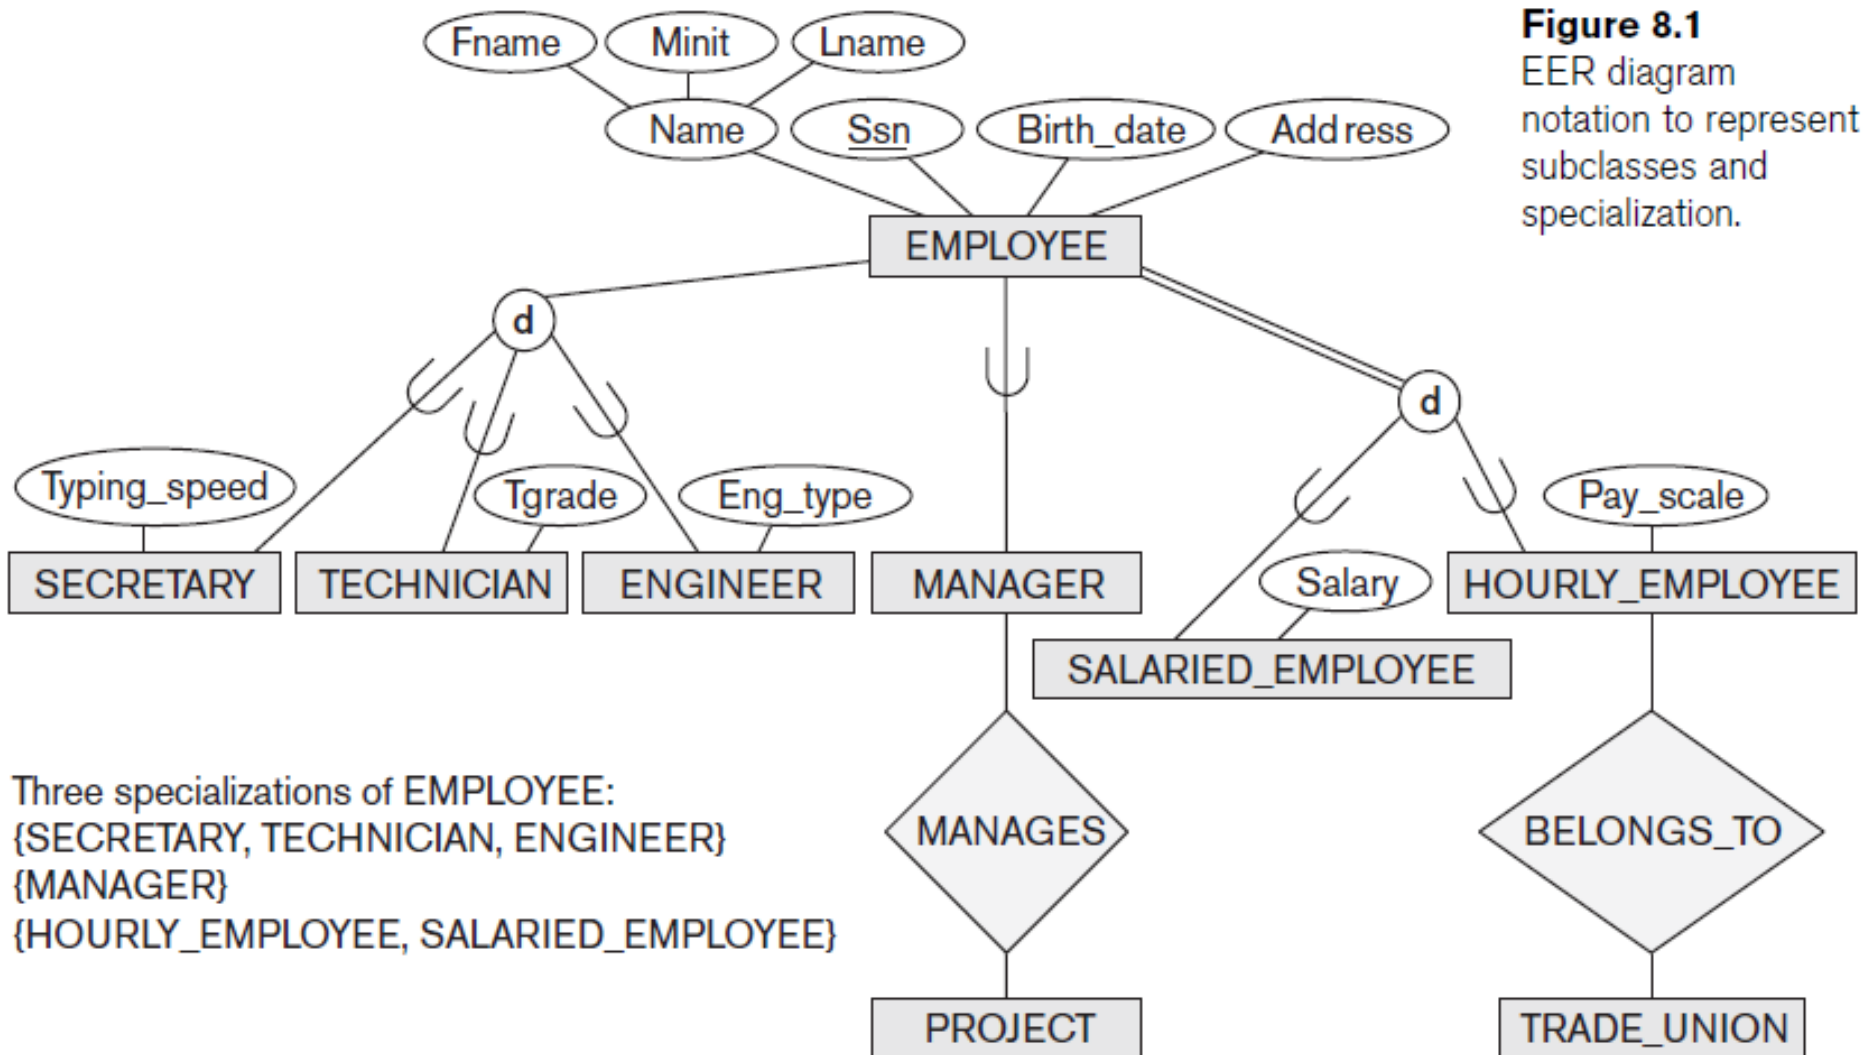 Figure 8.1
EER diagram
notation to represent
subclasses and
specialization.
Fname
Minit
Lname
Name
Ssn
Birth_date
Address
EMPLOYEE
d
d
Typing_speed
Tgrade
Eng_type
Pay_scale
SECRETARY
TECHNICIAN
ENGINEER
MANAGER
Salary
HOURLY_EMPLOYEE
SALARIED_EMPLOYEE
Three specializations of EMPLOYEE:
{SECRETARY, TECHNICIAN, ENGINEER}
{MANAGER}
{HOURLY_EMPLOYEE, SALARIED_EMPLOYEE}
MANAGES
BELONGS_TO
PROJECT
TRADE_UNION